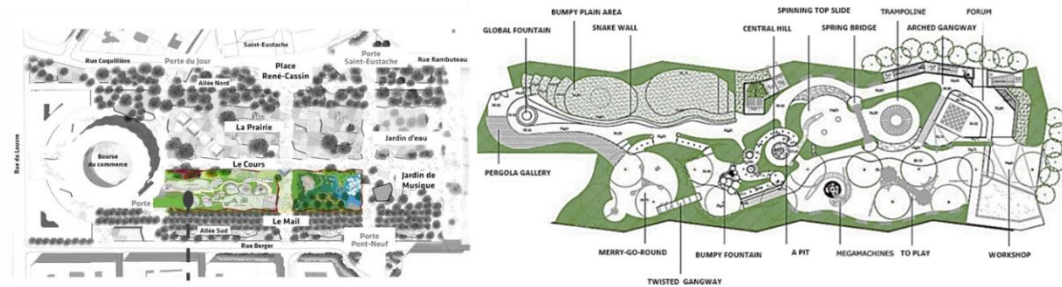 Saint-Eustache
Rue Coquillière
Porte du Jour
Place
René-Cassin
Porte
Saint-Eustache
Rue Rambuteau
Allée Nord
La Prairie
Jardin d'eau
Rue du Louvre
Bourse
du commerce
Le Cours
Jardin de
Musique
Porte
Le Mail
Allée Sud
Porte
Pont-Neuf
Rue Berger
BUMPY PLAIN AREA
SPINNING TOP SLIDE
TRAMPOLINE
FORUM
GLOBAL FOUNTAIN
SNAKE WALL
CENTRAL HILL
SPRING BRIDGE
ARCHED GANGWAY
PERGOLA GALLERY
MERRY-GO-ROUND
BUMPY FOUNTAIN
A PIT
MEGAMACHINES
TO PLAY
WORKSHOP
TWISTED GANGWAY